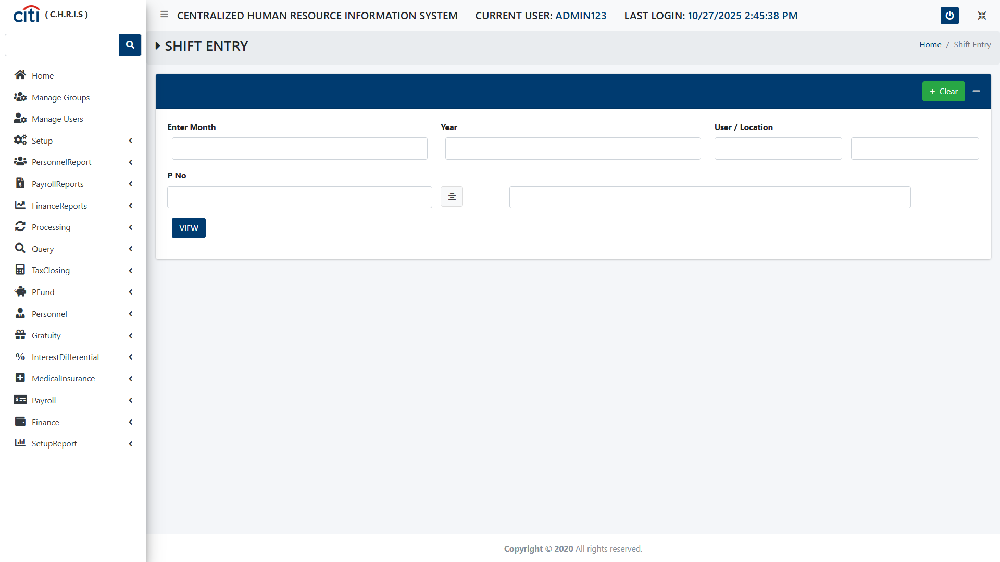 citi ( C.H.R.I.S )
CENTRALIZED HUMAN RESOURCE INFORMATION SYSTEM CURRENT USER: ADMIN123 LAST LOGIN: 10/27/2025 2:45:38 PM
SHIFT ENTRY
Home / Shift Entry
Home
Manage Groups
Manage Users
Setup
PersonnelReport
PayrollReports
FinanceReports
Processing
Query
TaxClosing
PFund
Personnel
Gratuity
% InterestDifferential
MedicalInsurance
Payroll
Finance
SetupReport
+ Clear
Enter Month
Year
User / Location
P No
VIEW
Copyright © 2020 All rights reserved.